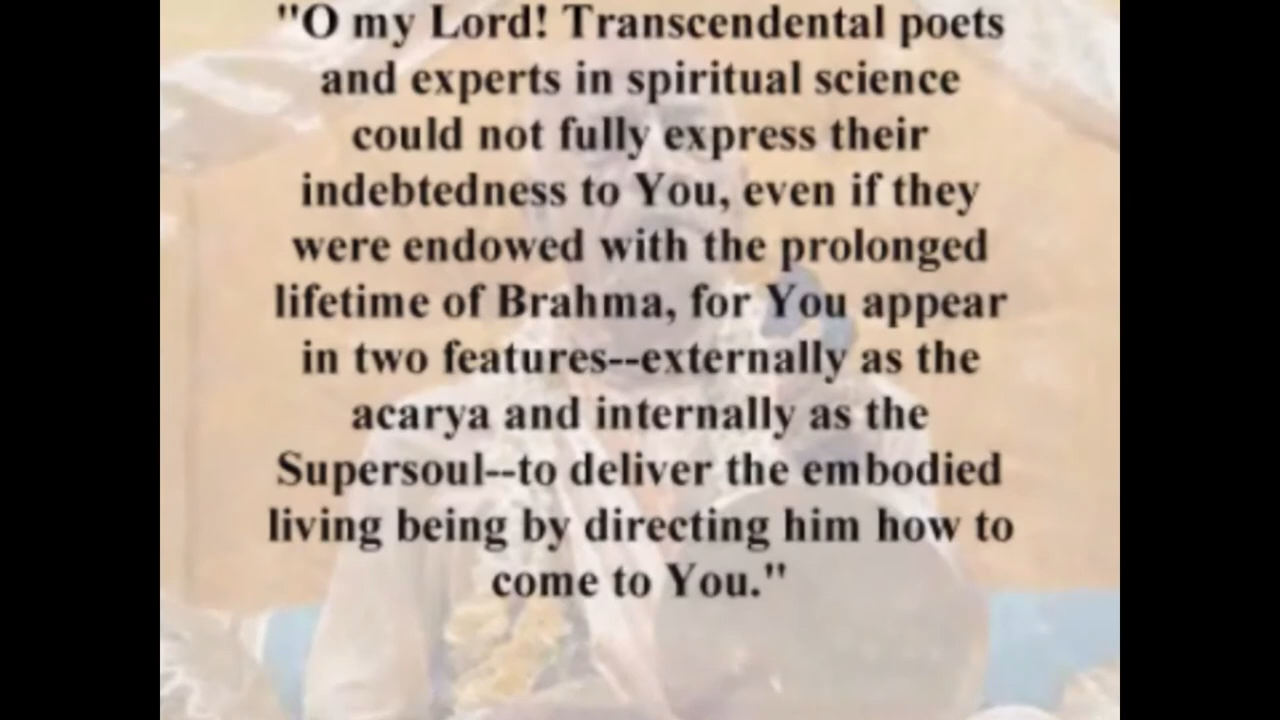 "O my Lord! Transcendental poets
and experts in spiritual science
could not fully express their
indebtedness to You, even if they
were endowed with the prolonged
lifetime of Brahma, for You appear
in two features--externally as the
acarya and internally as the
Supersoul--to deliver the embodied
living being by directing him how to
come to You."